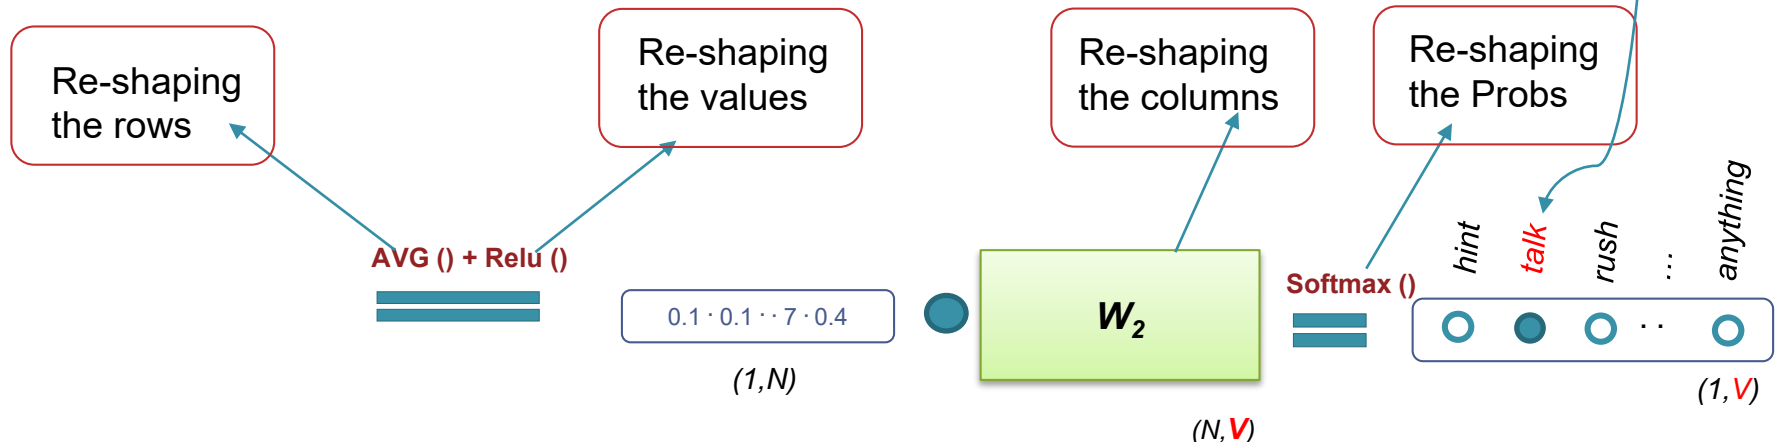 Re-shaping
the rows
Re-shaping
the values
Re-shaping
the columns
Re-shaping
the Probs
AVG () + Relu ()
0.1 · 0.1 · · 7 · 0.4
(1,N)
W2
(N,V)
Softmax ()
hint
talk
rush
...
anything
· ·
(1,V)